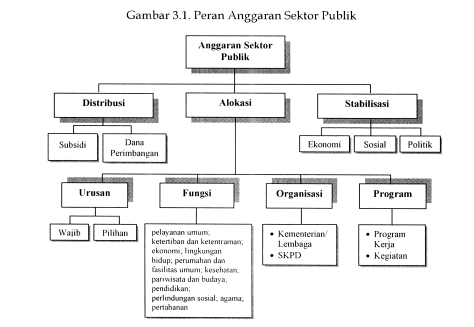 Gambar 3.1. Peran Anggaran Sektor Publik
Anggaran Sektor
Publik
Distribusi
Alokasi
Stabilisasi
Subsidi
Dana
Perimbangan
Ekonomi
Sosial
Politik
Urusan
Fungsi
Organisasi
Program
Wajib
Pilihan
pelayanan umum;
ketertiban dan ketentraman;
ekonomi; lingkungan
hidup; perumahan dan
fasilitas umum; kesehatan,
pariwisata dan budaya;
pendidikan;
perlindungan sosial; agama;
pertahanan
• Kementerian/
Lembaga
• SKPD
• Program
Kerja
• Kegiatan